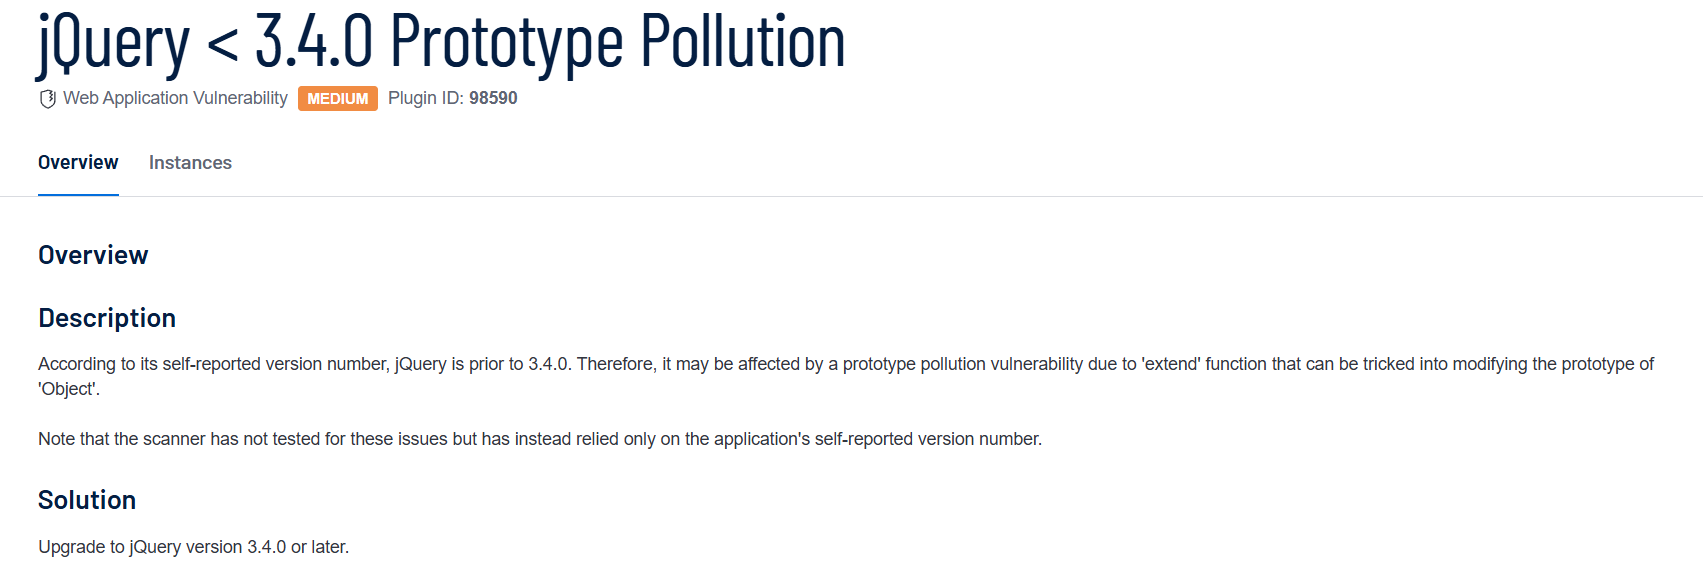 jQuery < 3.4.0 Prototype Pollution
Web Application Vulnerability MEDIUM Plugin ID: 98590
Overview Instances
Overview
Description
According to its self-reported version number, jQuery is prior to 3.4.0. Therefore, it may be affected by a prototype pollution vulnerability due to 'extend' function that can be tricked into modifying the prototype of
'Object'.
Note that the scanner has not tested for these issues but has instead relied only on the application's self-reported version number.
Solution
Upgrade to jQuery version 3.4.0 or later.